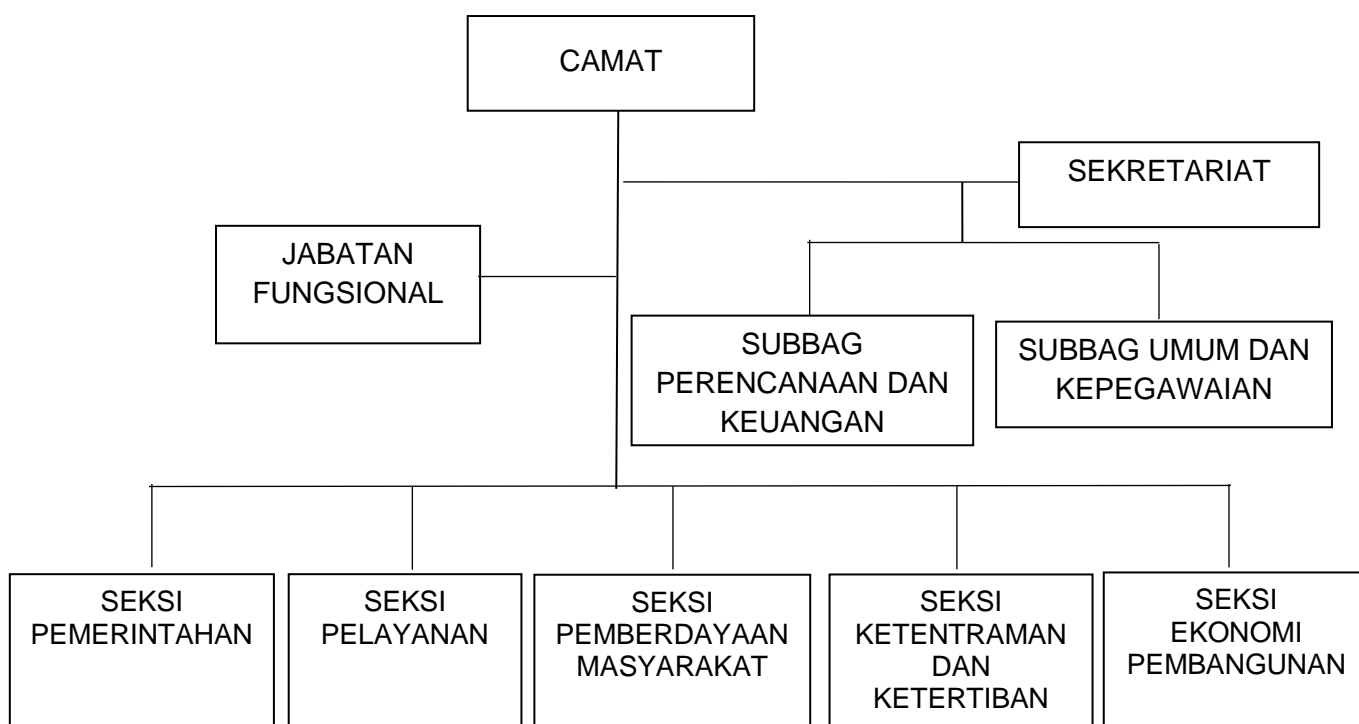 CAMAT
SEKRETARIAT
JABATAN
FUNGSIONAL
SUBBAG
PERENCANAAN DAN
KEUANGAN
SUBBAG UMUM DAN
KEPEGAWAIAN
SEKSI
PEMERINTAHAN
SEKSI
PELAYANAN
SEKSI
PEMBERDAYAAN
MASYARAKAT
SEKSI
KETENTRAMAN
DAN
KETERTIBAN
SEKSI
EKONOMI
PEMBANGUNAN